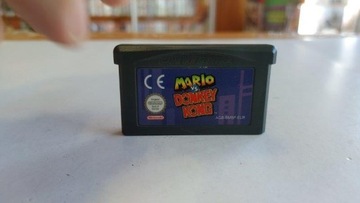 CE
MARIO
VS.
DONKEY
KONG
Nintendo